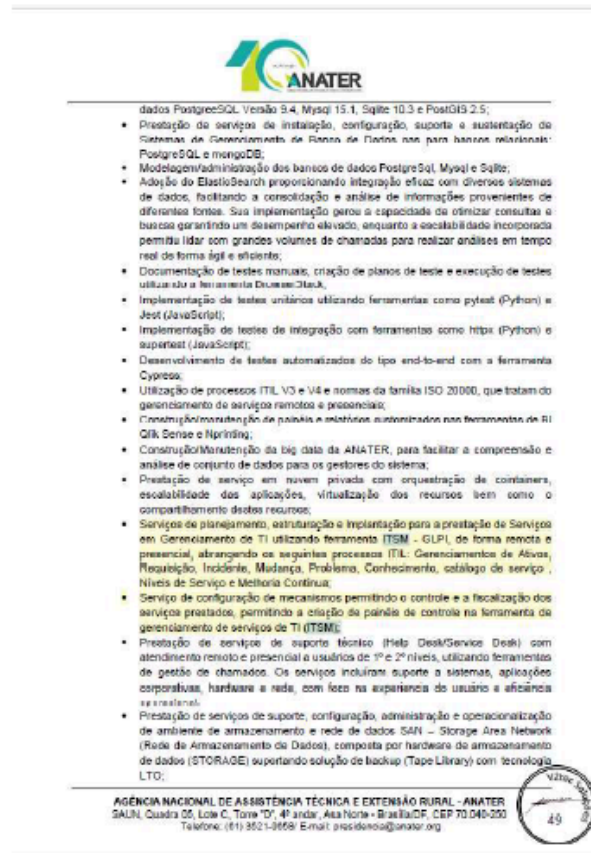 ANATER
dados PostgreeSQL Versão 9.4, Mysql 15.1, Sqlite 10.3 e PostGIS 2.5;
• Prestação de serviços de instalação, configuração, suporte e sustentação de
Sistemas de Gerenciamento de Banco de Dados nas para bancos relacionais:
PostgreSQL e mongoDB;
• Modelagem/administração dos bancos de dados PostgreSql, Mysql e Sqlite;
• Adoção do ElasticSearch proporcionando integração eficaz com diversos sistemas
de dados, facilitando a consolidação e análise de informações provenientes de
diferentes fontes. Sua implementação gerou a capacidade de otimizar consultas e
buscas garantindo um desempenho elevado, enquanto a escalabilidade incorporada
permitiu lidar com grandes volumes de chamadas para realizar análises em tempo
real de forma ágil e eficiente;
• Documentação de testes manuais, criação de planos de teste e execução de testes
utilizando a ferramenta BrowserStack;
• Implementação de testes unitários utilizando ferramentas como pytest (Python) e
Jest (JavaScript);
• Implementação de testes de integração com ferramentas como httpx (Python) e
supertest (JavaScript);
• Desenvolvimento de testes automatizados do tipo end-to-end com a ferramenta
Cypress;
• Utilização de processos ITIL V3 e V4 e normas da família ISO 20000, que tratam do
gerenciamento de serviços remotos e presenciais;
• Construção/manutenção de painéis e relatórios customizados nas ferramentas de BI
Qlik Sense e Nprinting;
• Construção/Manutenção da big data da ANATER, para facilitar a compreensão e
análise de conjunto de dados para os gestores do sistema;
• Prestação de serviço em nuvem privada com orquestração de cointainers,
escalabilidade das aplicações, virtualização dos recursos bem como o
compartilhamento destes recursos;
• Serviços de planejamento, estruturação e Implantação para a prestação de Serviços
em Gerenciamento de TI utilizando ferramenta ITSM - GLPI, de forma remota e
presencial, abrangendo os seguintes processos ITIL: Gerenciamentos de Ativos,
Requisição, Incidente, Mudança, Problema, Conhecimento, catálogo de serviço ,
Níveis de Serviço e Melhoria Continua;
• Serviço de configuração de mecanismos permitindo o controle e a fiscalização dos
serviços prestados, permitindo a criação de painéis de controle na ferramenta de
gerenciamento de serviços de TI (ITSM);
• Prestação de serviços de suporte técnico (Help Desk/Service Desk) com
atendimento remoto e presencial a usuários de 1º e 2º níveis, utilizando ferramentas
de gestão de chamados. Os serviços incluíram suporte a sistemas, aplicações
corporativas, hardware e rede, com foco na experiencia do usuário e eficiência
operacional;
• Prestação de serviços de suporte, configuração, administração e operacionalização
de ambiente de armazenamento e rede de dados SAN – Storage Area Network
(Rede de Armazenamento de Dados), composta por hardware de armazenamento
de dados (STORAGE) suportando solução de backup (Tape Library) com tecnologia
LTO;
AGÊNCIA NACIONAL DE ASSISTÊNCIA TÉCNICA E EXTENSÃO RURAL - ANATER
SAUN, Quadra 05, Lote C, Torre "D", 4º andar, Asa Norte - Brasília/DF, CEP 70.040-250
Telefone: (61) 3521-0658/ E-mail: presidencia@anater.org
49